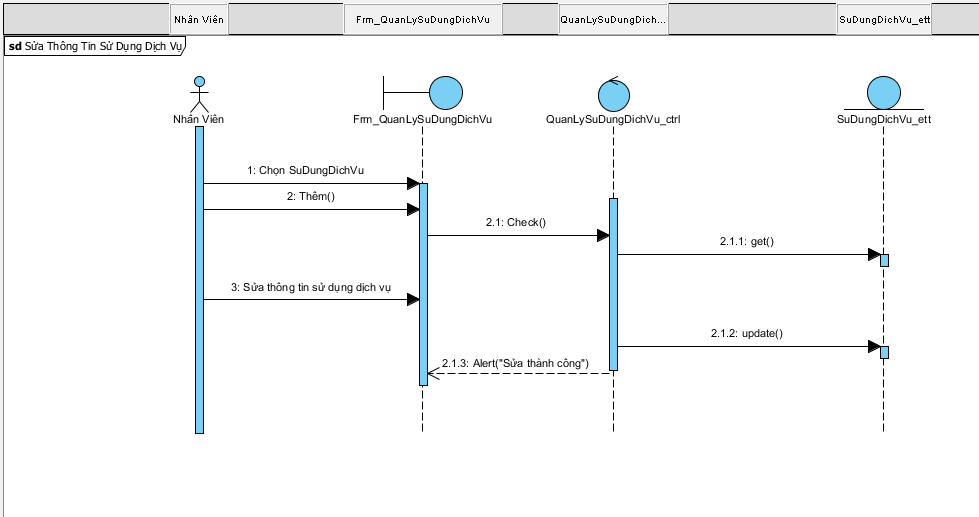 Nhân Viên
Frm_QuanLySuDungDichVu
QuanLySuDungDich...
SuDungDichVu_ett
sd Sửa Thông Tin Sử Dụng Dịch Vụ
Nhân Viên
Frm_QuanLySuDungDichVu
QuanLySuDungDichVu_ctrl
SuDungDichVu_ett
1: Chọn SuDungDichVu
2: Thêm()
2.1: Check()
2.1.1: get()
3: Sửa thông tin sử dụng dịch vụ
2.1.2: update()
2.1.3: Alert("Sửa thành công")